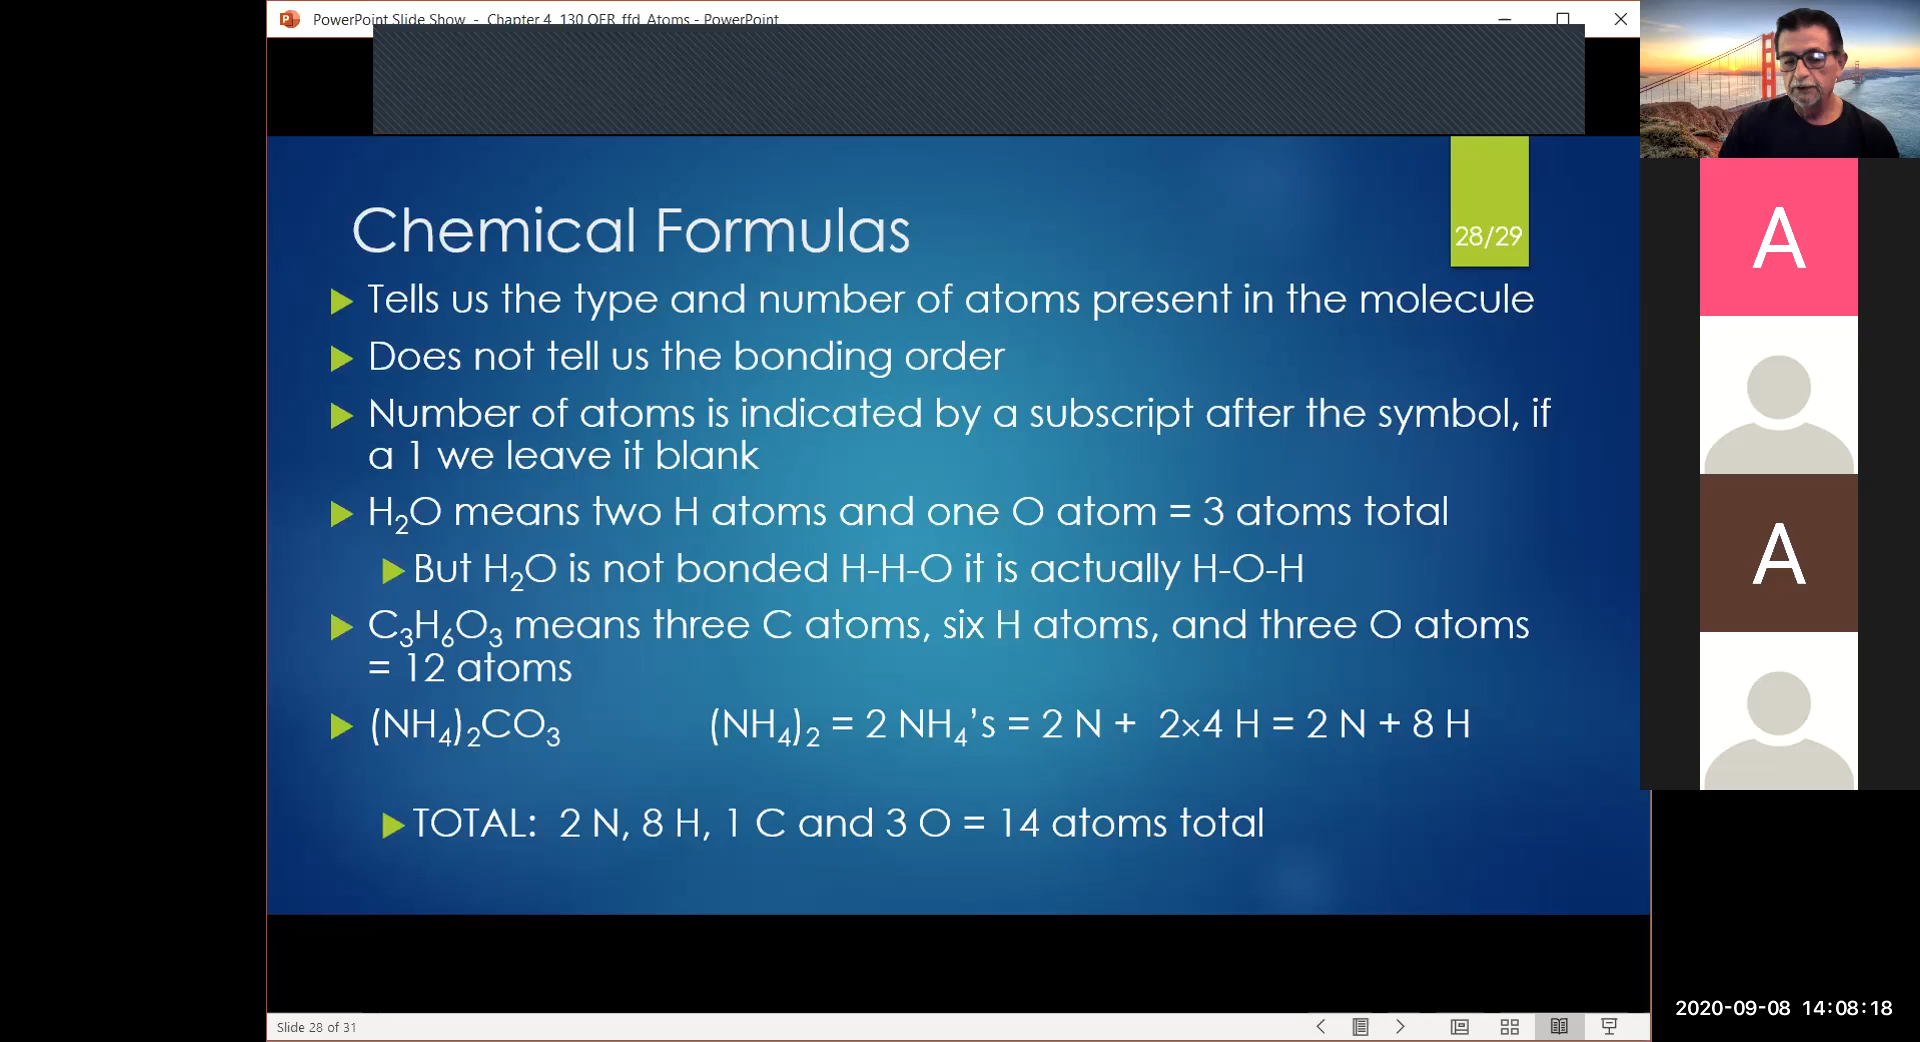 PowerPoint Slide Show - Chapter 4_130 OER_ffd_Atoms - PowerPoint
Chemical Formulas
28/29
Tells us the type and number of atoms present in the molecule
Does not tell us the bonding order
Number of atoms is indicated by a subscript after the symbol, if
a 1 we leave it blank
H₂O means two H atoms and one O atom = 3 atoms total
But H₂O is not bonded H-H-O it is actually H-O-H
C₃H₆O₃ means three C atoms, six H atoms, and three O atoms
= 12 atoms
(NH₄)₂CO₃ (NH₄)₂ = 2 NH₄'s = 2 N + 2×4 H = 2 N + 8 H
TOTAL: 2 N, 8 H, 1 C and 3 O = 14 atoms total
A
A
2020-09-08 14:08:18
Slide 28 of 31